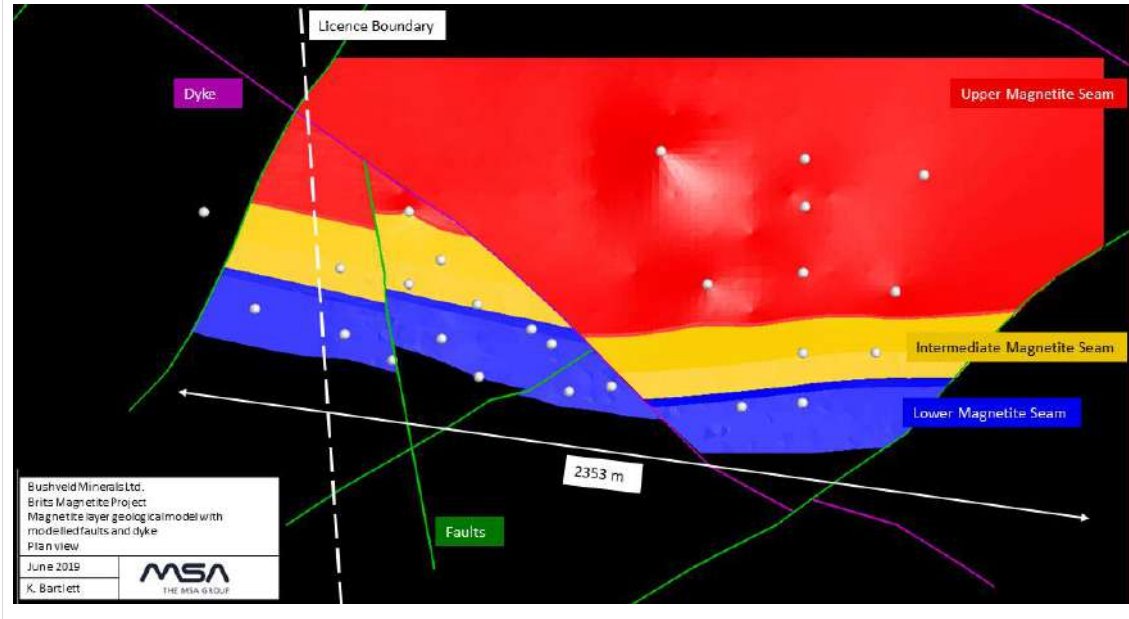 Licence Boundary
Dyke
Upper Magnetite Seam
Intermediate Magnetite Seam
Lower Magnetite Seam
2353 m
Faults
Bushveld Minerals Ltd.
Brits Magnetite Project
Magnetite layer geological model with
modelled faults and dyke
Plan view
June 2019
K. Bartlett
MSA
THE MSA GROUP